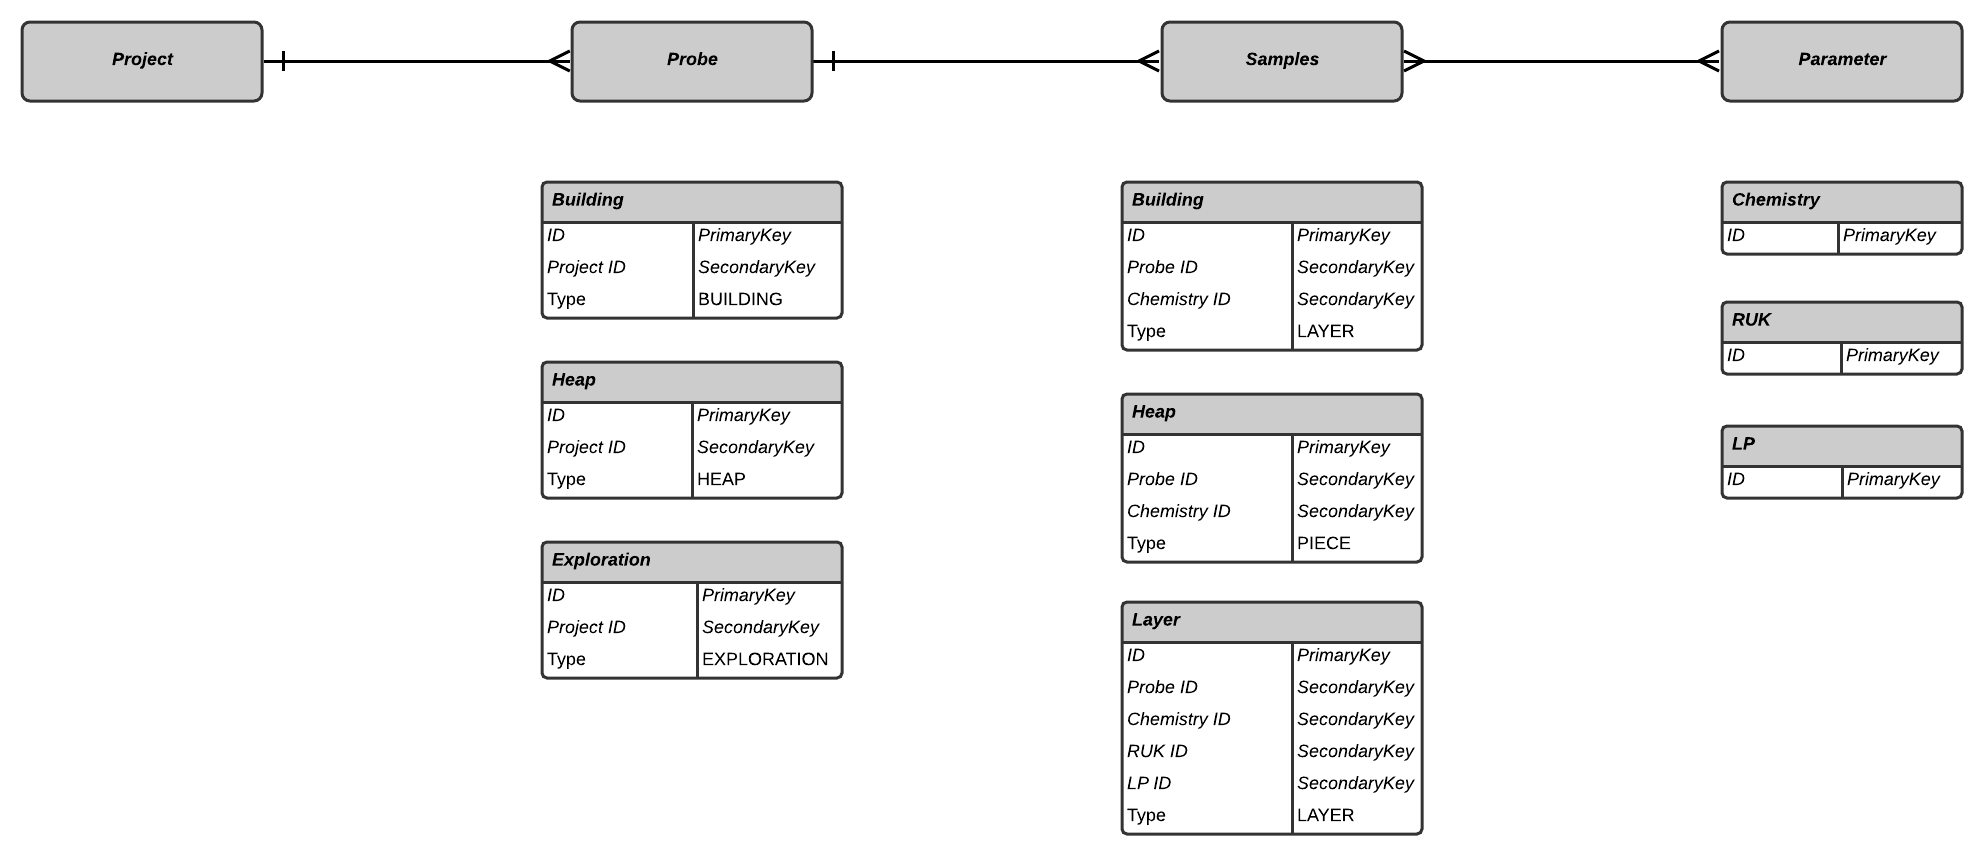 Project
Probe
Samples
Parameter
Building
ID PrimaryKey
Project ID SecondaryKey
Type BUILDING
Heap
ID PrimaryKey
Project ID SecondaryKey
Type HEAP
Exploration
ID PrimaryKey
Project ID SecondaryKey
Type EXPLORATION
Building
ID PrimaryKey
Probe ID SecondaryKey
Chemistry ID SecondaryKey
Type LAYER
Heap
ID PrimaryKey
Probe ID SecondaryKey
Chemistry ID SecondaryKey
Type PIECE
Layer
ID PrimaryKey
Probe ID SecondaryKey
Chemistry ID SecondaryKey
RUK ID SecondaryKey
LP ID SecondaryKey
Type LAYER
Chemistry
ID PrimaryKey
RUK
ID PrimaryKey
LP
ID PrimaryKey